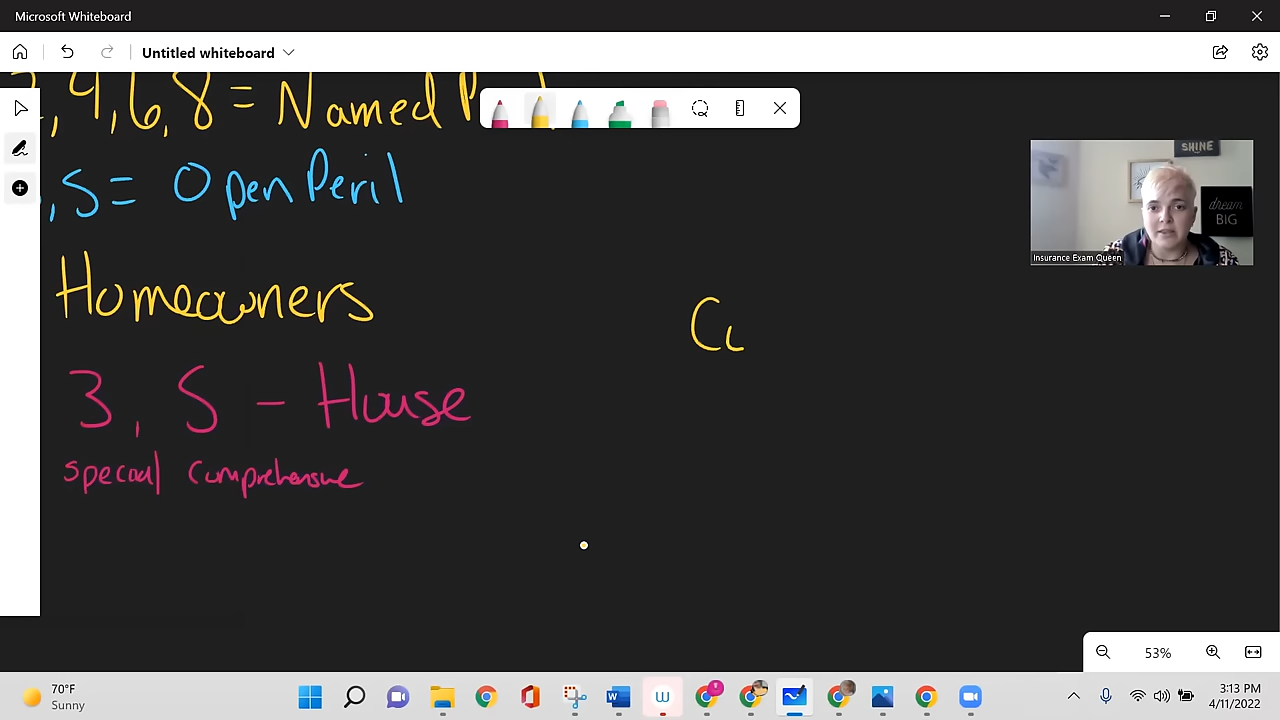 Microsoft Whiteboard
Untitled whiteboard
, 4, 6, 8 = Named P
, 5 = Open Peril
Homeowners
3, 5 - House
special comprehensive
Co
SHINE
dream
BIG
Insurance Exam Queen
53%
70°F
Sunny
3:13 PM
4/11/2022